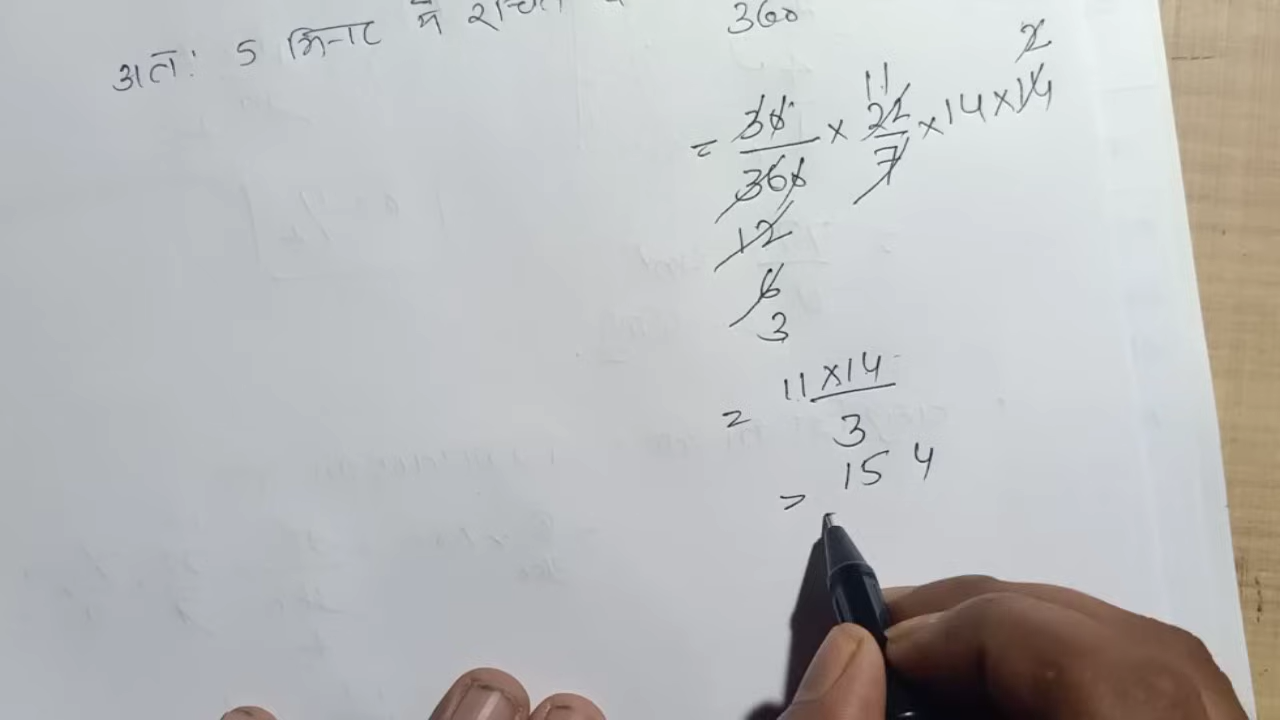 अतः 5 मिनट में रचित
360
2
11
= 30/360 × 22/7 × 14 × 14
12
6
3
= 11 × 14
3
= 154